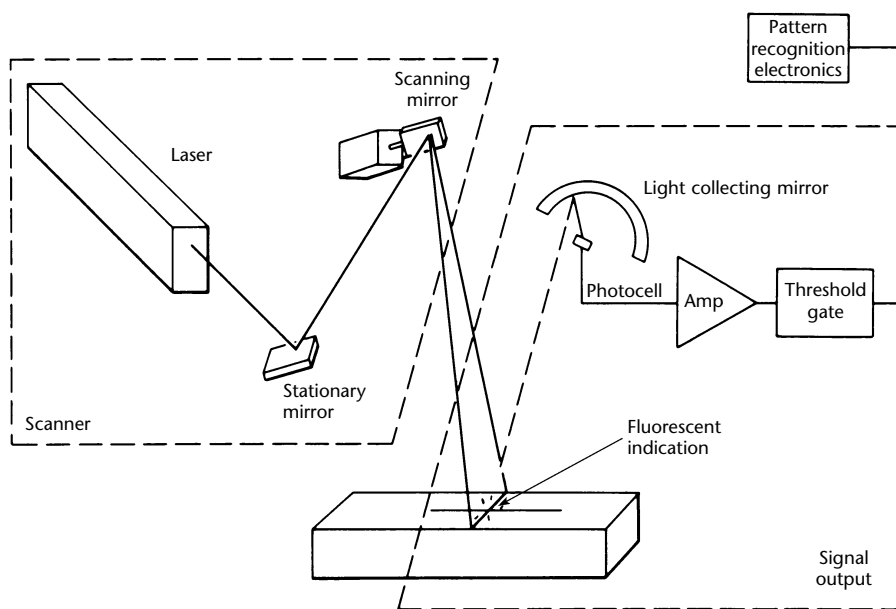 Pattern
recognition
electronics
Scanning
mirror
Laser
Light collecting mirror
Photocell
Amp
Threshold
gate
Stationary
mirror
Scanner
Fluorescent
indication
Signal
output